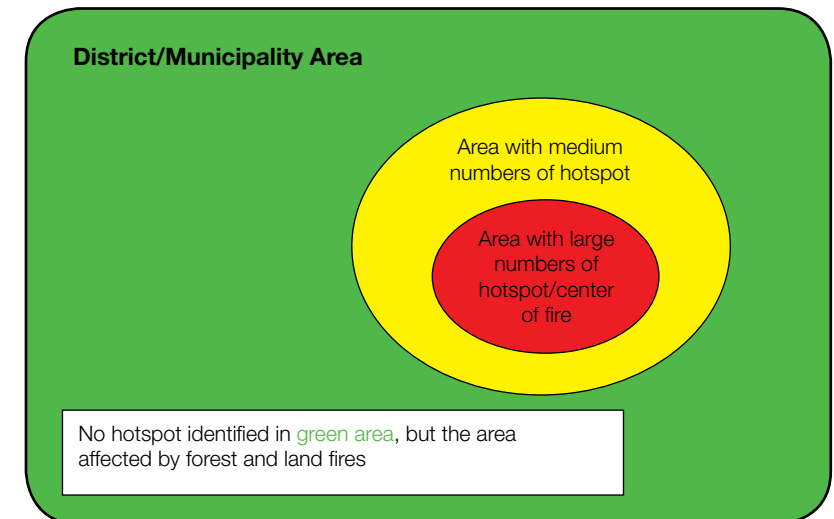 District/Municipality Area
Area with medium
numbers of hotspot
Area with large
numbers of
hotspot/center
of fire
No hotspot identified in green area, but the area
affected by forest and land fires